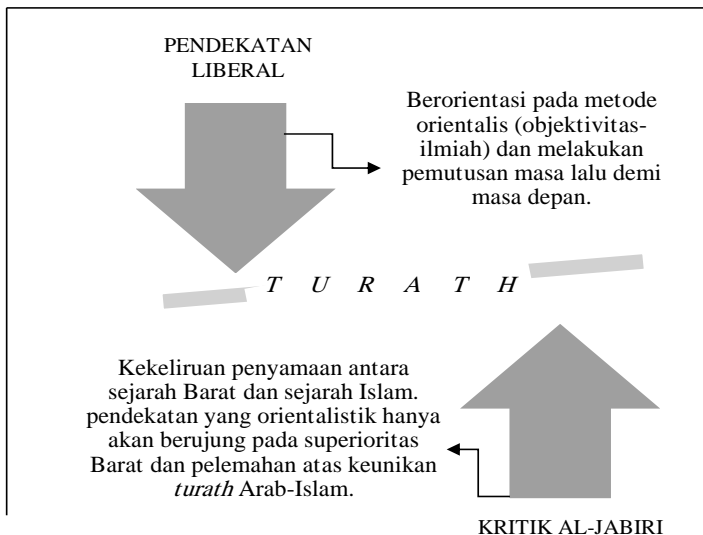 PENDEKATAN
LIBERAL
Berorientasi pada metode
orientalis (objektivitas-
ilmiah) dan melakukan
pemutusan masa lalu demi
masa depan.
T U R A T H
Kekeliruan penyamaan antara
sejarah Barat dan sejarah Islam.
pendekatan yang orientalistik hanya
akan berujung pada superioritas
Barat dan pelemahan atas keunikan
turath Arab-Islam.
KRITIK AL-JABIRI